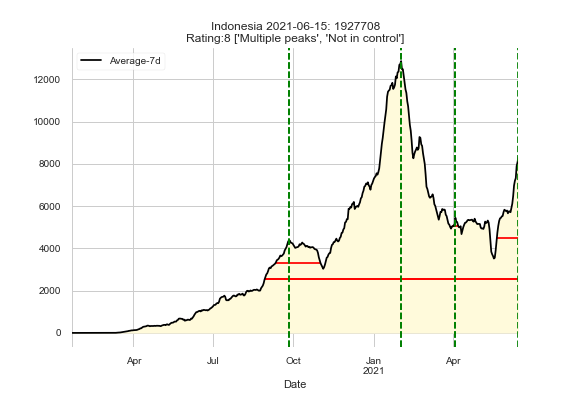 Indonesia 2021-06-15: 1927708
Rating:8 ['Multiple peaks', 'Not in control']
Average-7d
12000
10000
8000
6000
4000
2000
0
Apr
Jul
Oct
Jan
2021
Apr
Date